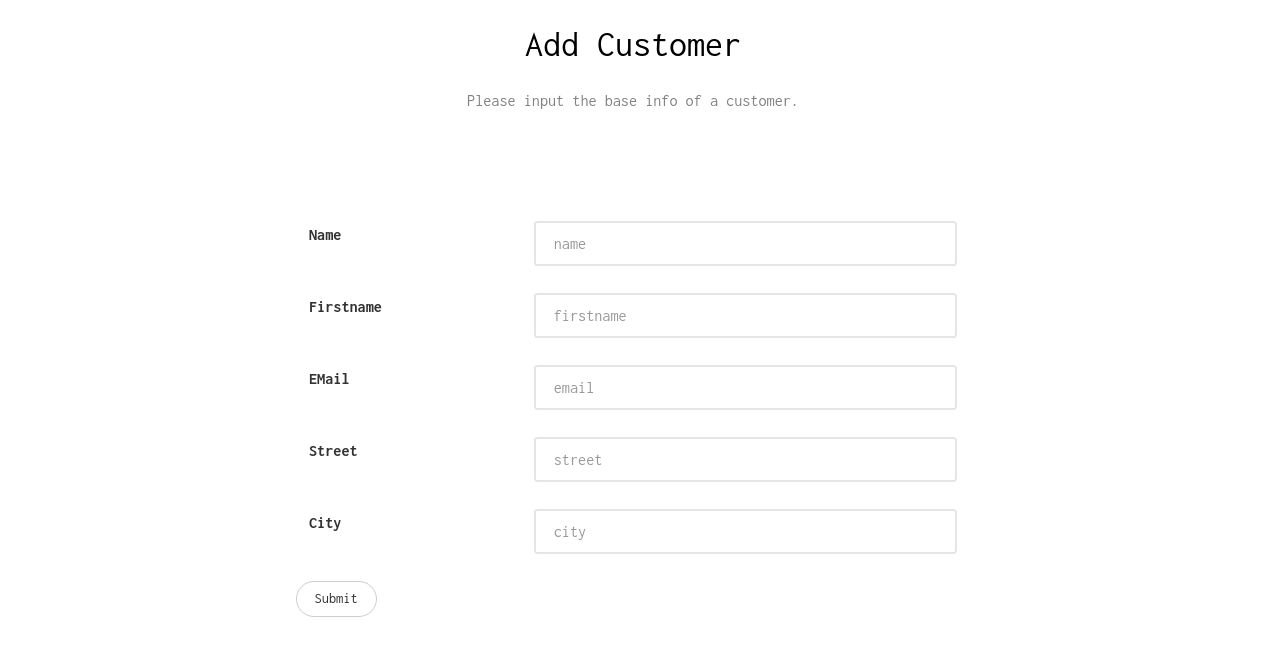 Add Customer
Please input the base info of a customer.
Name
name
Firstname
firstname
EMail
email
Street
street
City
city
Submit